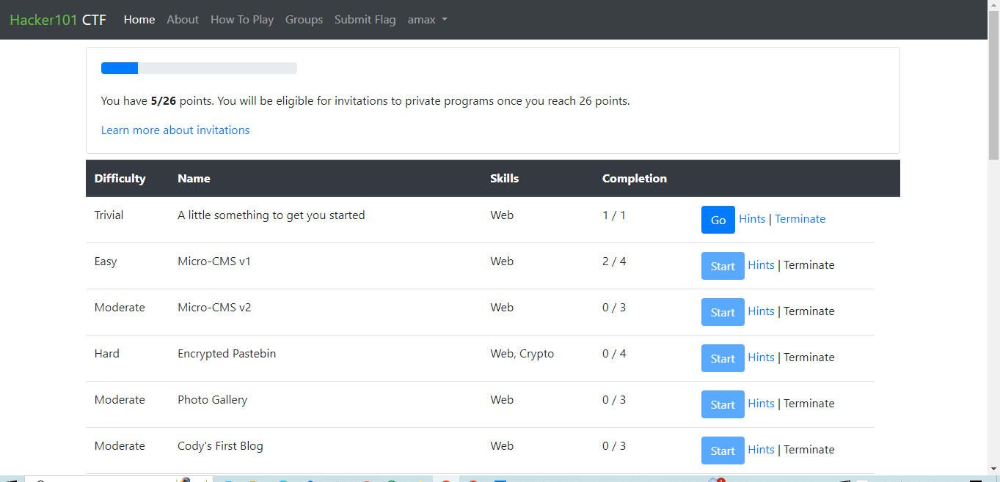 Hacker101 CTF Home About How To Play Groups Submit Flag amax
You have 5/26 points. You will be eligible for invitations to private programs once you reach 26 points.
Learn more about invitations
Difficulty Name Skills Completion
Trivial A little something to get you started Web 1 / 1 Go Hints | Terminate
Easy Micro-CMS v1 Web 2 / 4 Start Hints | Terminate
Moderate Micro-CMS v2 Web 0 / 3 Start Hints | Terminate
Hard Encrypted Pastebin Web, Crypto 0 / 4 Start Hints | Terminate
Moderate Photo Gallery Web 0 / 3 Start Hints | Terminate
Moderate Cody's First Blog Web 0 / 3 Start Hints | Terminate